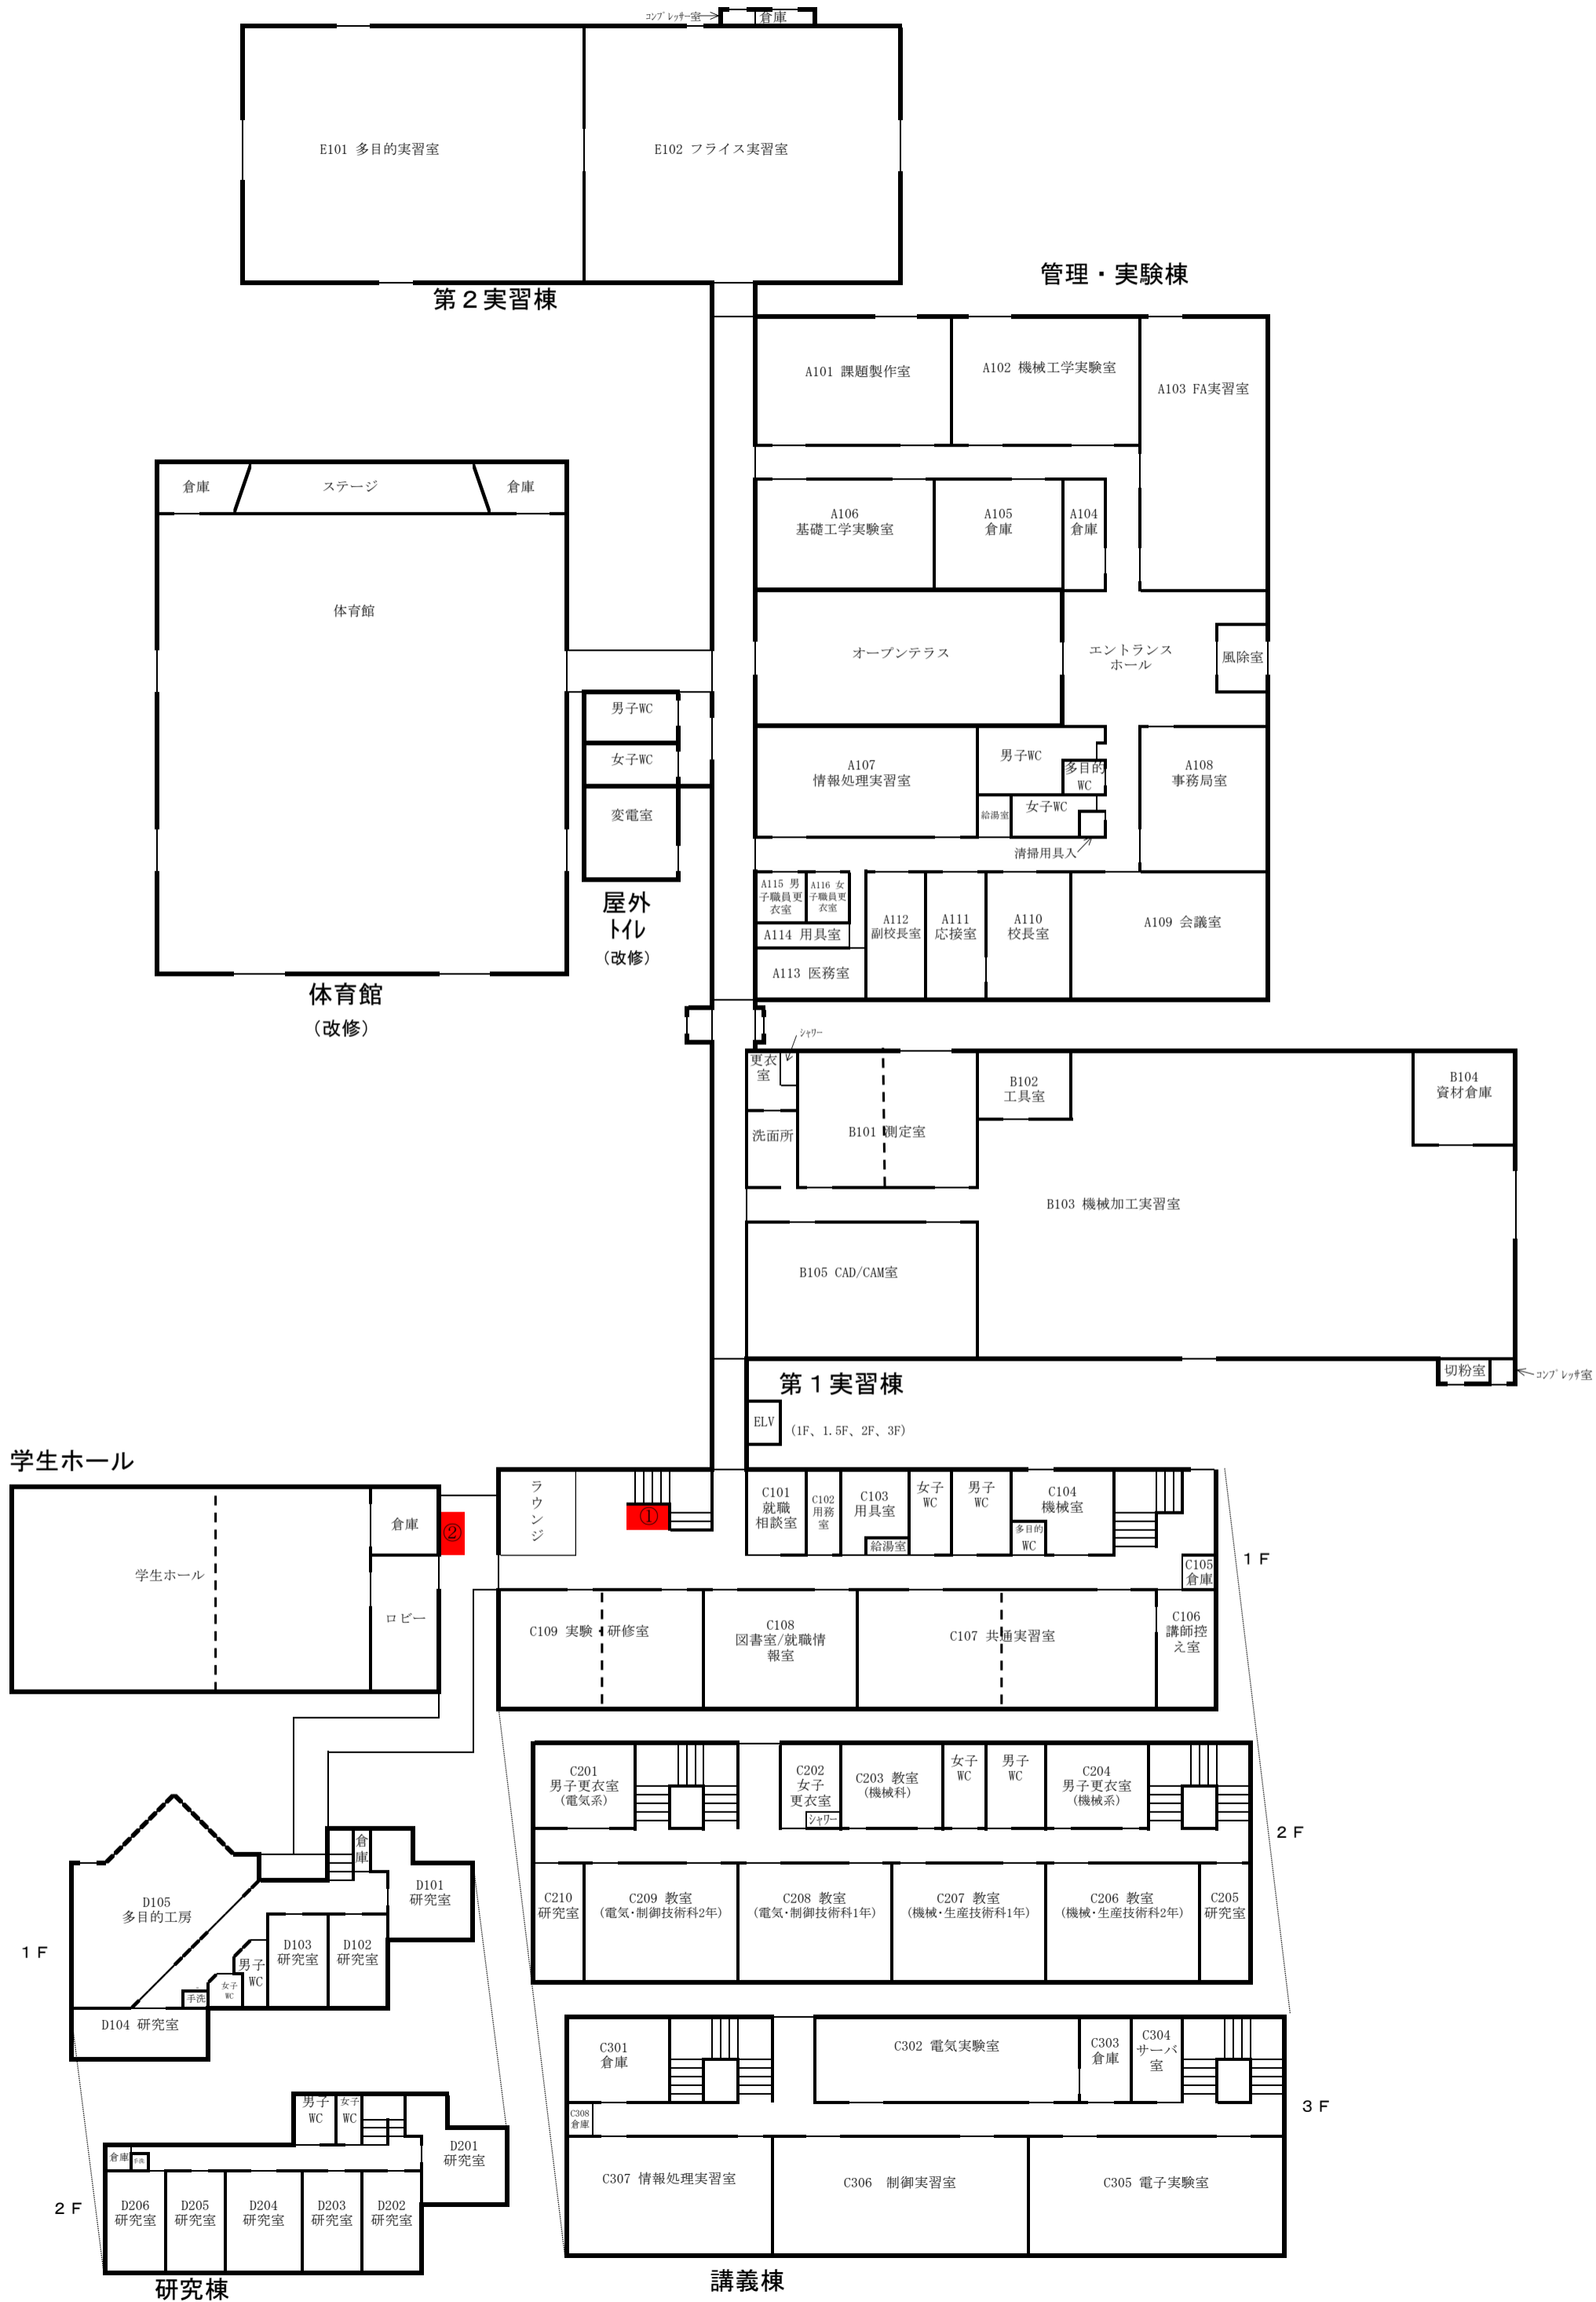 コンプレッサー室
倉庫
E101 多目的実習室
E102 フライス実習室
第２実習棟
管理・実験棟
A101 課題製作室
A102 機械工学実験室
A103 FA実習室
倉庫
ステージ
倉庫
体育館
A106
基礎工学実験室
A105
倉庫
A104
倉庫
オープンテラス
エントランス
ホール
風除室
男子WC
女子WC
変電室
屋外
ﾄｲﾚ
（改修）
体育館
（改修）
A107
情報処理実習室
男子WC
多目的
WC
給湯室
女子WC
清掃用具入
A108
事務局室
A115 男
子職員更
衣室
A116 女
子職員更
衣室
A114 用具室
A113 医務室
A112
副校長室
A111
応接室
A110
校長室
A109 会議室
ｼｬﾜｰ
更衣
室
洗面所
B101 測定室
B102
工具室
B104
資材倉庫
B103 機械加工実習室
B105 CAD/CAM室
切粉室
ｺﾝﾌﾟﾚｯｻ室
第１実習棟
ELV
（1F、1.5F、2F、3F）
学生ホール
倉庫
②
学生ホール
ロビー
ラウンジ
①
C101
就職
相談室
C102
用務
室
C103
用具室
給湯室
女子
WC
男子
WC
C104
機械室
多目的
WC
C105
倉庫
１Ｆ
C109 実験・研修室
C108
図書室/就職情
報室
C107 共通実習室
C106
講師控
え室
C201
男子更衣室
（電気系）
C202
女子
更衣室
ｼｬﾜｰ
C203 教室
（機械科）
女子
WC
男子
WC
C204
男子更衣室
（機械系）
２Ｆ
C210
研究室
C209 教室
（電気・制御技術科2年）
C208 教室
（電気・制御技術科1年）
C207 教室
（機械・生産技術科1年）
C206 教室
（機械・生産技術科2年）
C205
研究室
倉
庫
D101
研究室
D105
多目的工房
１Ｆ
D103
研究室
D102
研究室
男子
WC
女子
WC
手洗
D104 研究室
C301
倉庫
C302 電気実験室
C303
倉庫
C304
サーバ
室
３Ｆ
C308
倉庫
C307 情報処理実習室
C306 制御実習室
C305 電子実験室
講義棟
男子
WC
女子
WC
D201
研究室
倉庫
手洗
２Ｆ
D206
研究室
D205
研究室
D204
研究室
D203
研究室
D202
研究室
研究棟